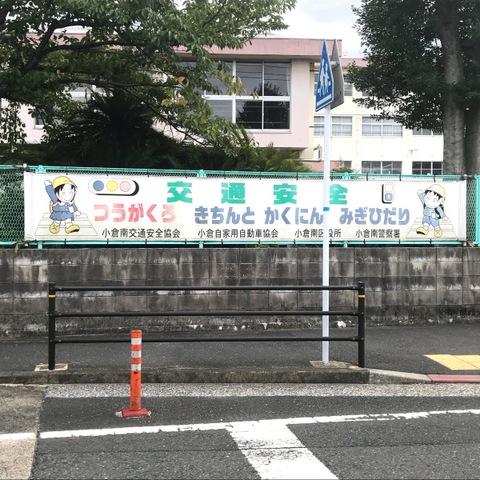 交通安全
つうがくろ きちんと かくにん みぎひだり
小倉南交通安全協会 小倉自家用自動車協会 小倉南区役所 小倉南警察署